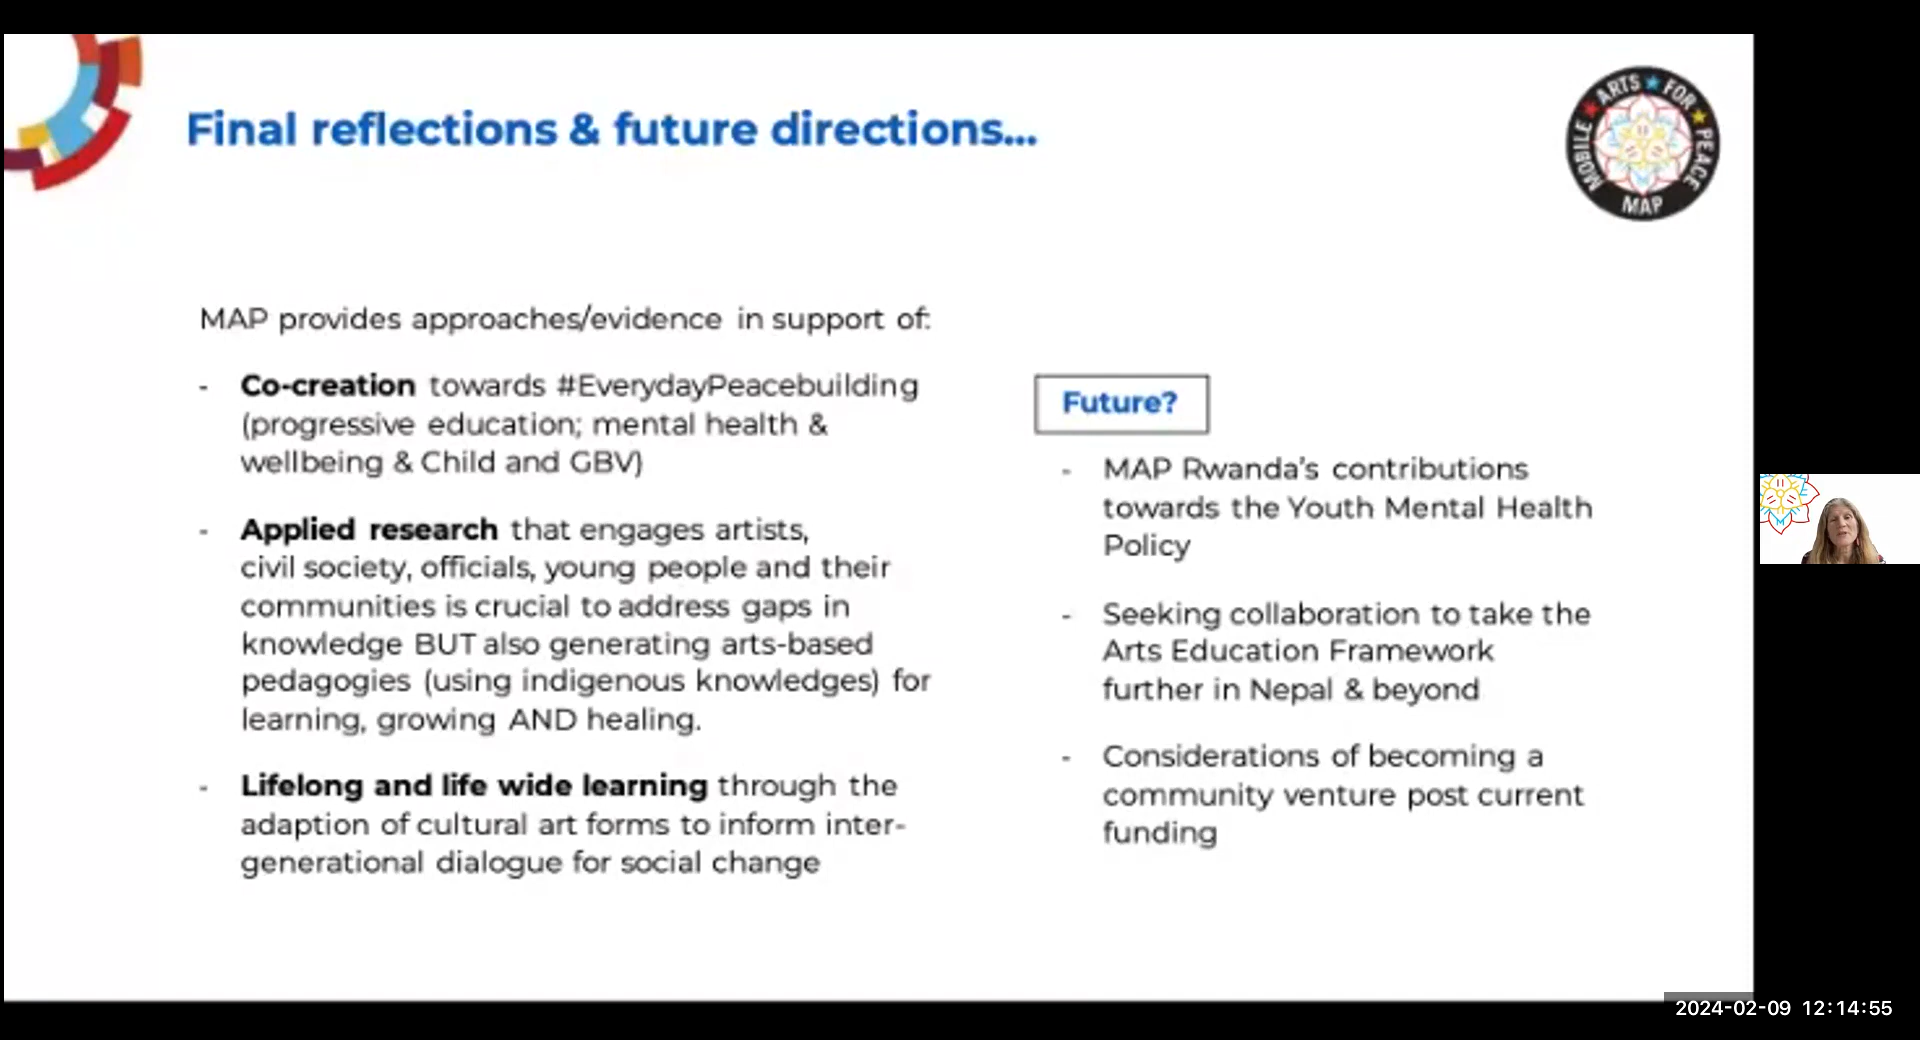 Final reflections & future directions...
MOBILE ARTS FOR PEACE
MAP
MAP provides approaches/evidence in support of:
- Co-creation towards #EverydayPeacebuilding
(progressive education; mental health &
wellbeing & Child and GBV)
- Applied research that engages artists,
civil society, officials, young people and their
communities is crucial to address gaps in
knowledge BUT also generating arts-based
pedagogies (using indigenous knowledges) for
learning, growing AND healing.
- Lifelong and life wide learning through the
adaption of cultural art forms to inform inter-
generational dialogue for social change
Future?
- MAP Rwanda's contributions
towards the Youth Mental Health
Policy
- Seeking collaboration to take the
Arts Education Framework
further in Nepal & beyond
- Considerations of becoming a
community venture post current
funding
2024-02-09 12:14:55